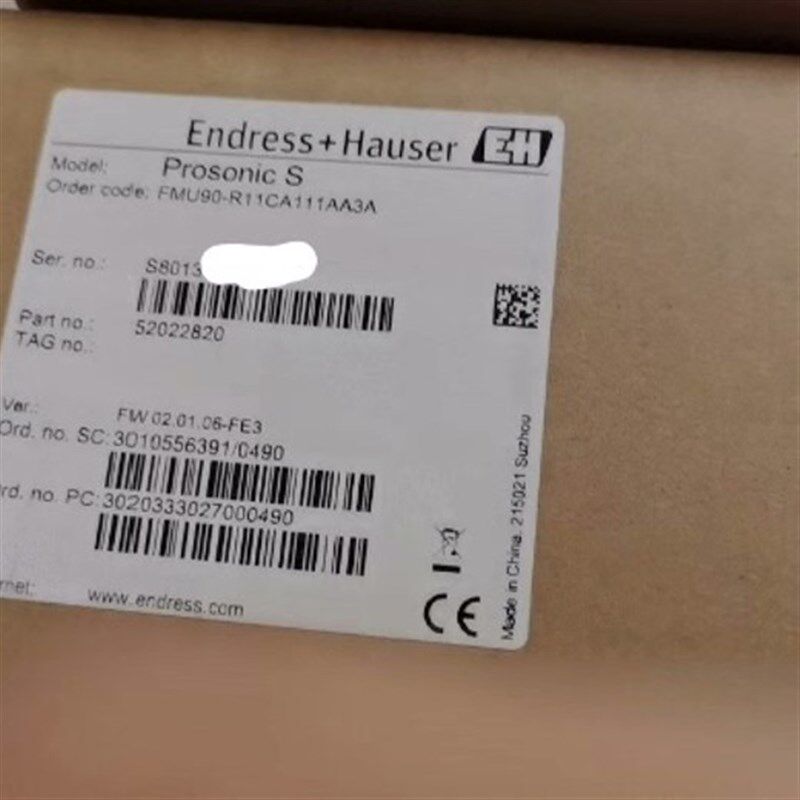 Endress+Hauser EH
Model: Prosonic S
Order code: FMU90-R11CA111AA3A
Ser. no.: S8013
Part no.: 52022820
TAG no.:
Ver.: FW 02.01.06-FE3
Ord. no. SC: 3010556391/0490
rd. no. PC: 3020333027000490
rnet: www.endress.com
CE
Made in China, 215021 Suzhou